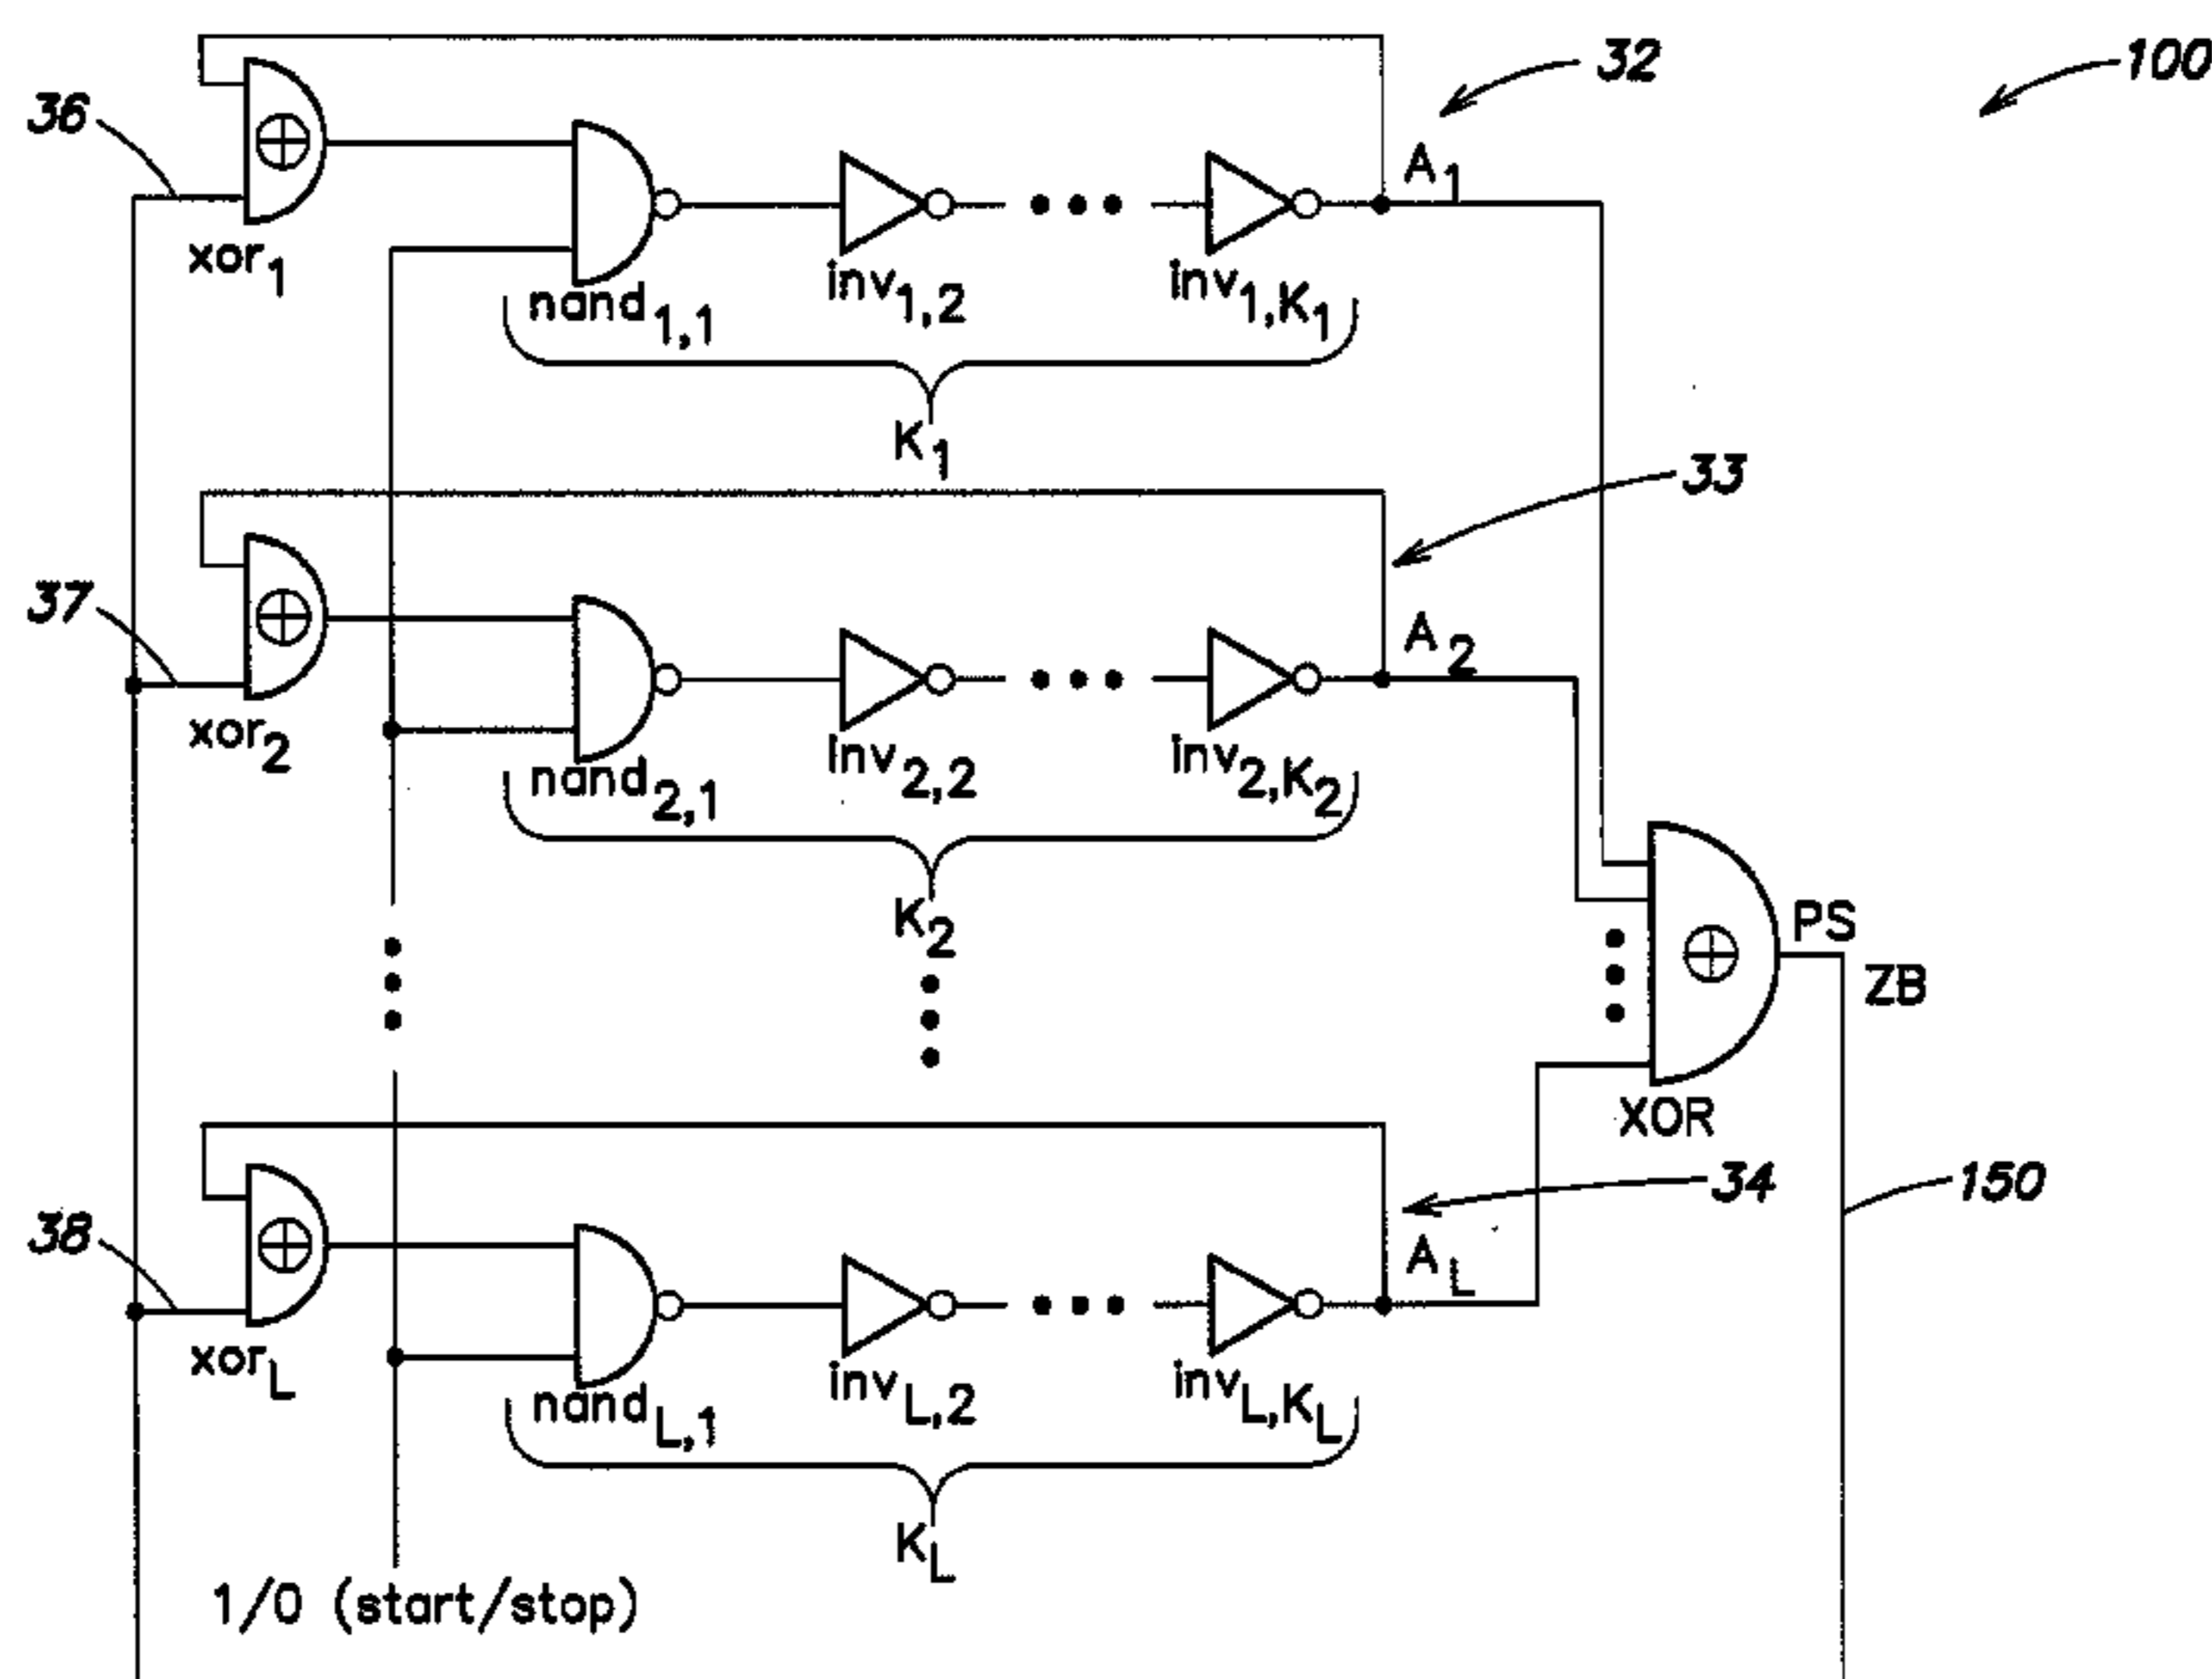 32
100
36
A1
xor1
nand1,1
inv1,2
inv1,K1
K1
33
37
A2
xor2
nand2,1
inv2,2
inv2,K2
K2
PS
ZB
XOR
34
150
38
AL
xorL
nandL,1
invL,2
invL,KL
KL
1/0 (start/stop)